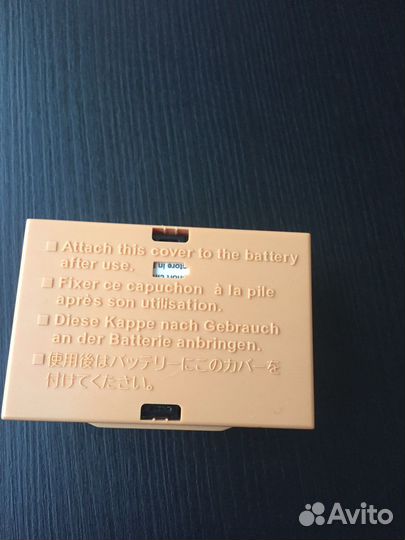 □ Attach this cover to the battery
after use.
□ Fixer ce capuchon à la pile
après son utilisation.
□ Diese Kappe nach Gebrauch
an der Batterie anbringen.
□ 使用後はバッテリーにこのカバーを
付けてください。
Avito